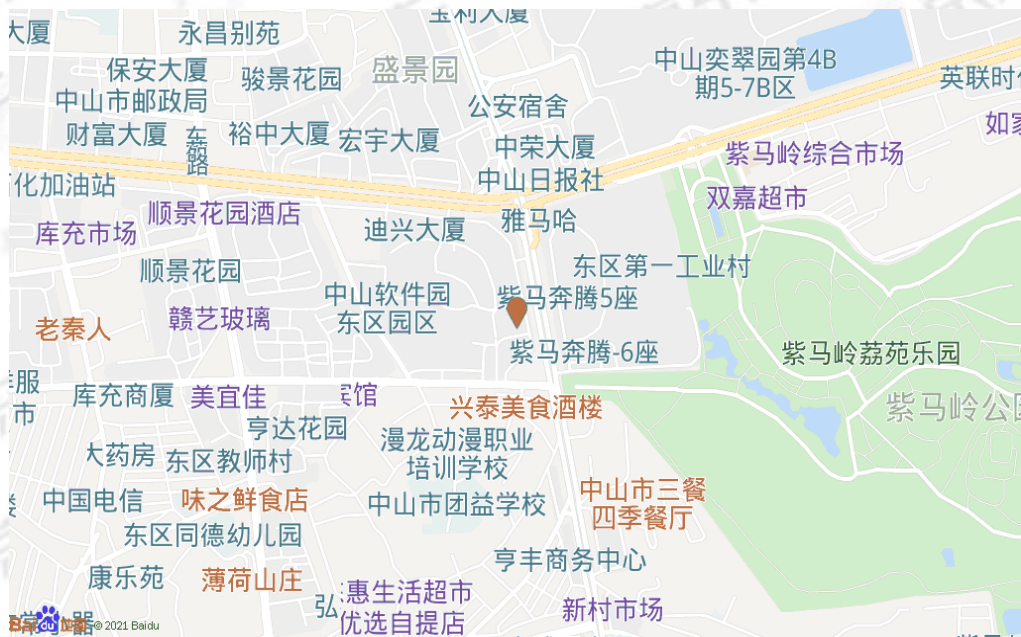 大厦
永昌别苑
宝利大厦
保安大厦
骏景花园
盛景园
中山奕翠园第4B
期5-7B区
英联时
中山市邮政局
公安宿舍
财富大厦
东苑路
裕中大厦
宏宇大厦
中荣大厦
如家
紫马岭综合市场
化加油站
中山日报社
双嘉超市
顺景花园酒店
库充市场
迪兴大厦
雅马哈
顺景花园
东区第一工业村
中山软件园
东区园区
紫马奔腾5座
老秦人
赣艺玻璃
紫马奔腾-6座
紫马岭荔苑乐园
洋服
市
库充商厦
美宜佳
宾馆
兴泰美食酒楼
紫马岭公园
亨达花园
漫龙动漫职业
培训学校
大药房
东区教师村
中国电信
味之鲜食店
中山市团益学校
中山市三餐
四季餐厅
东区同德幼儿园
亨丰商务中心
康乐苑
薄荷山庄
惠生活超市
优选自提店
弘
新村市场
Bai du 地图
器
© 2021 Baidu